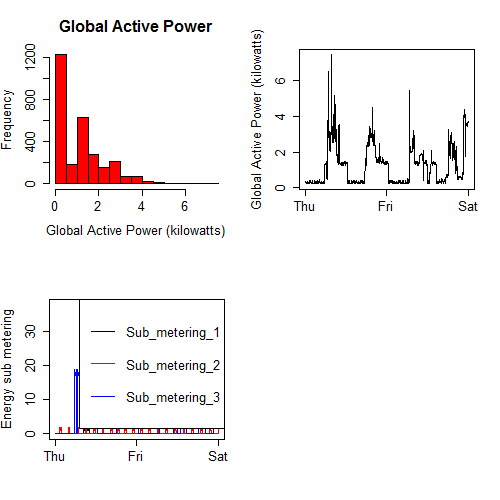 Global Active Power
Frequency
0 400 800 1200
0 2 4 6
Global Active Power (kilowatts)
Global Active Power (kilowatts)
0 2 4 6
Thu Fri Sat
Energy sub metering
0 10 20 30
Sub_metering_1
Sub_metering_2
Sub_metering_3
Thu Fri Sat